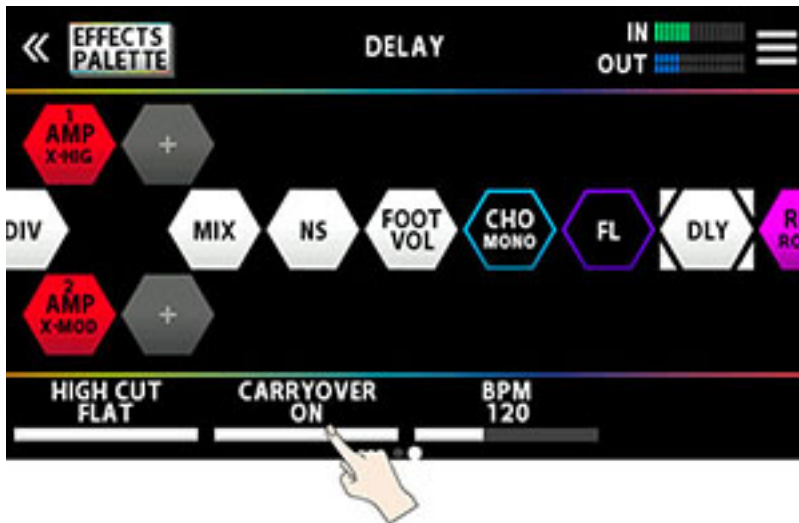 EFFECTS
PALETTE
DELAY
IN
OUT
1
AMP
X-HIG
+
DIV
MIX
NS
FOOT
VOL
CHO
MONO
FL
DLY
R
RO
2
AMP
X-MOD
+
HIGH CUT
FLAT
CARRYOVER
ON
BPM
120